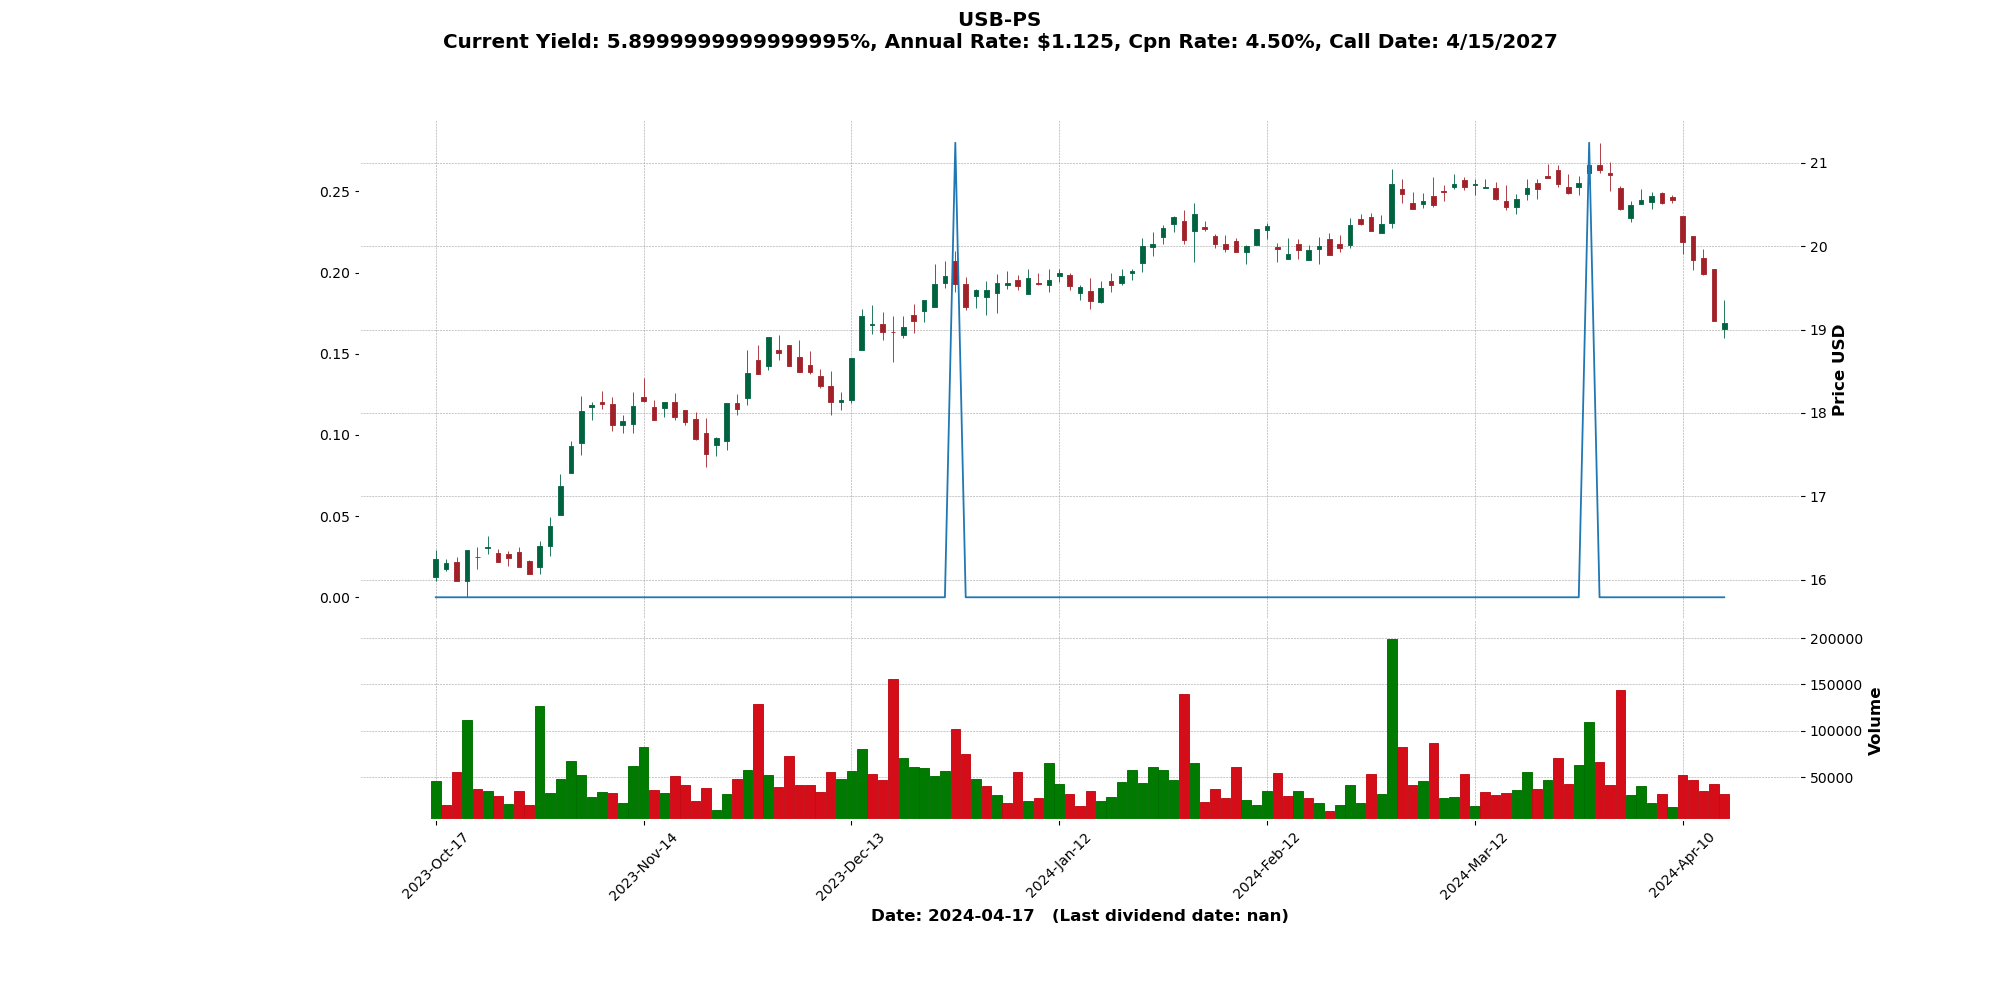 USB-PS
Current Yield: 5.8999999999999995%, Annual Rate: $1.125, Cpn Rate: 4.50%, Call Date: 4/15/2027
0.25
0.20
0.15
0.10
0.05
0.00
21
20
19
18
17
16
Price USD
200000
150000
100000
50000
Volume
2023-Oct-17
2023-Nov-14
2023-Dec-13
2024-Jan-12
2024-Feb-12
2024-Mar-12
2024-Apr-10
Date: 2024-04-17 (Last dividend date: nan)